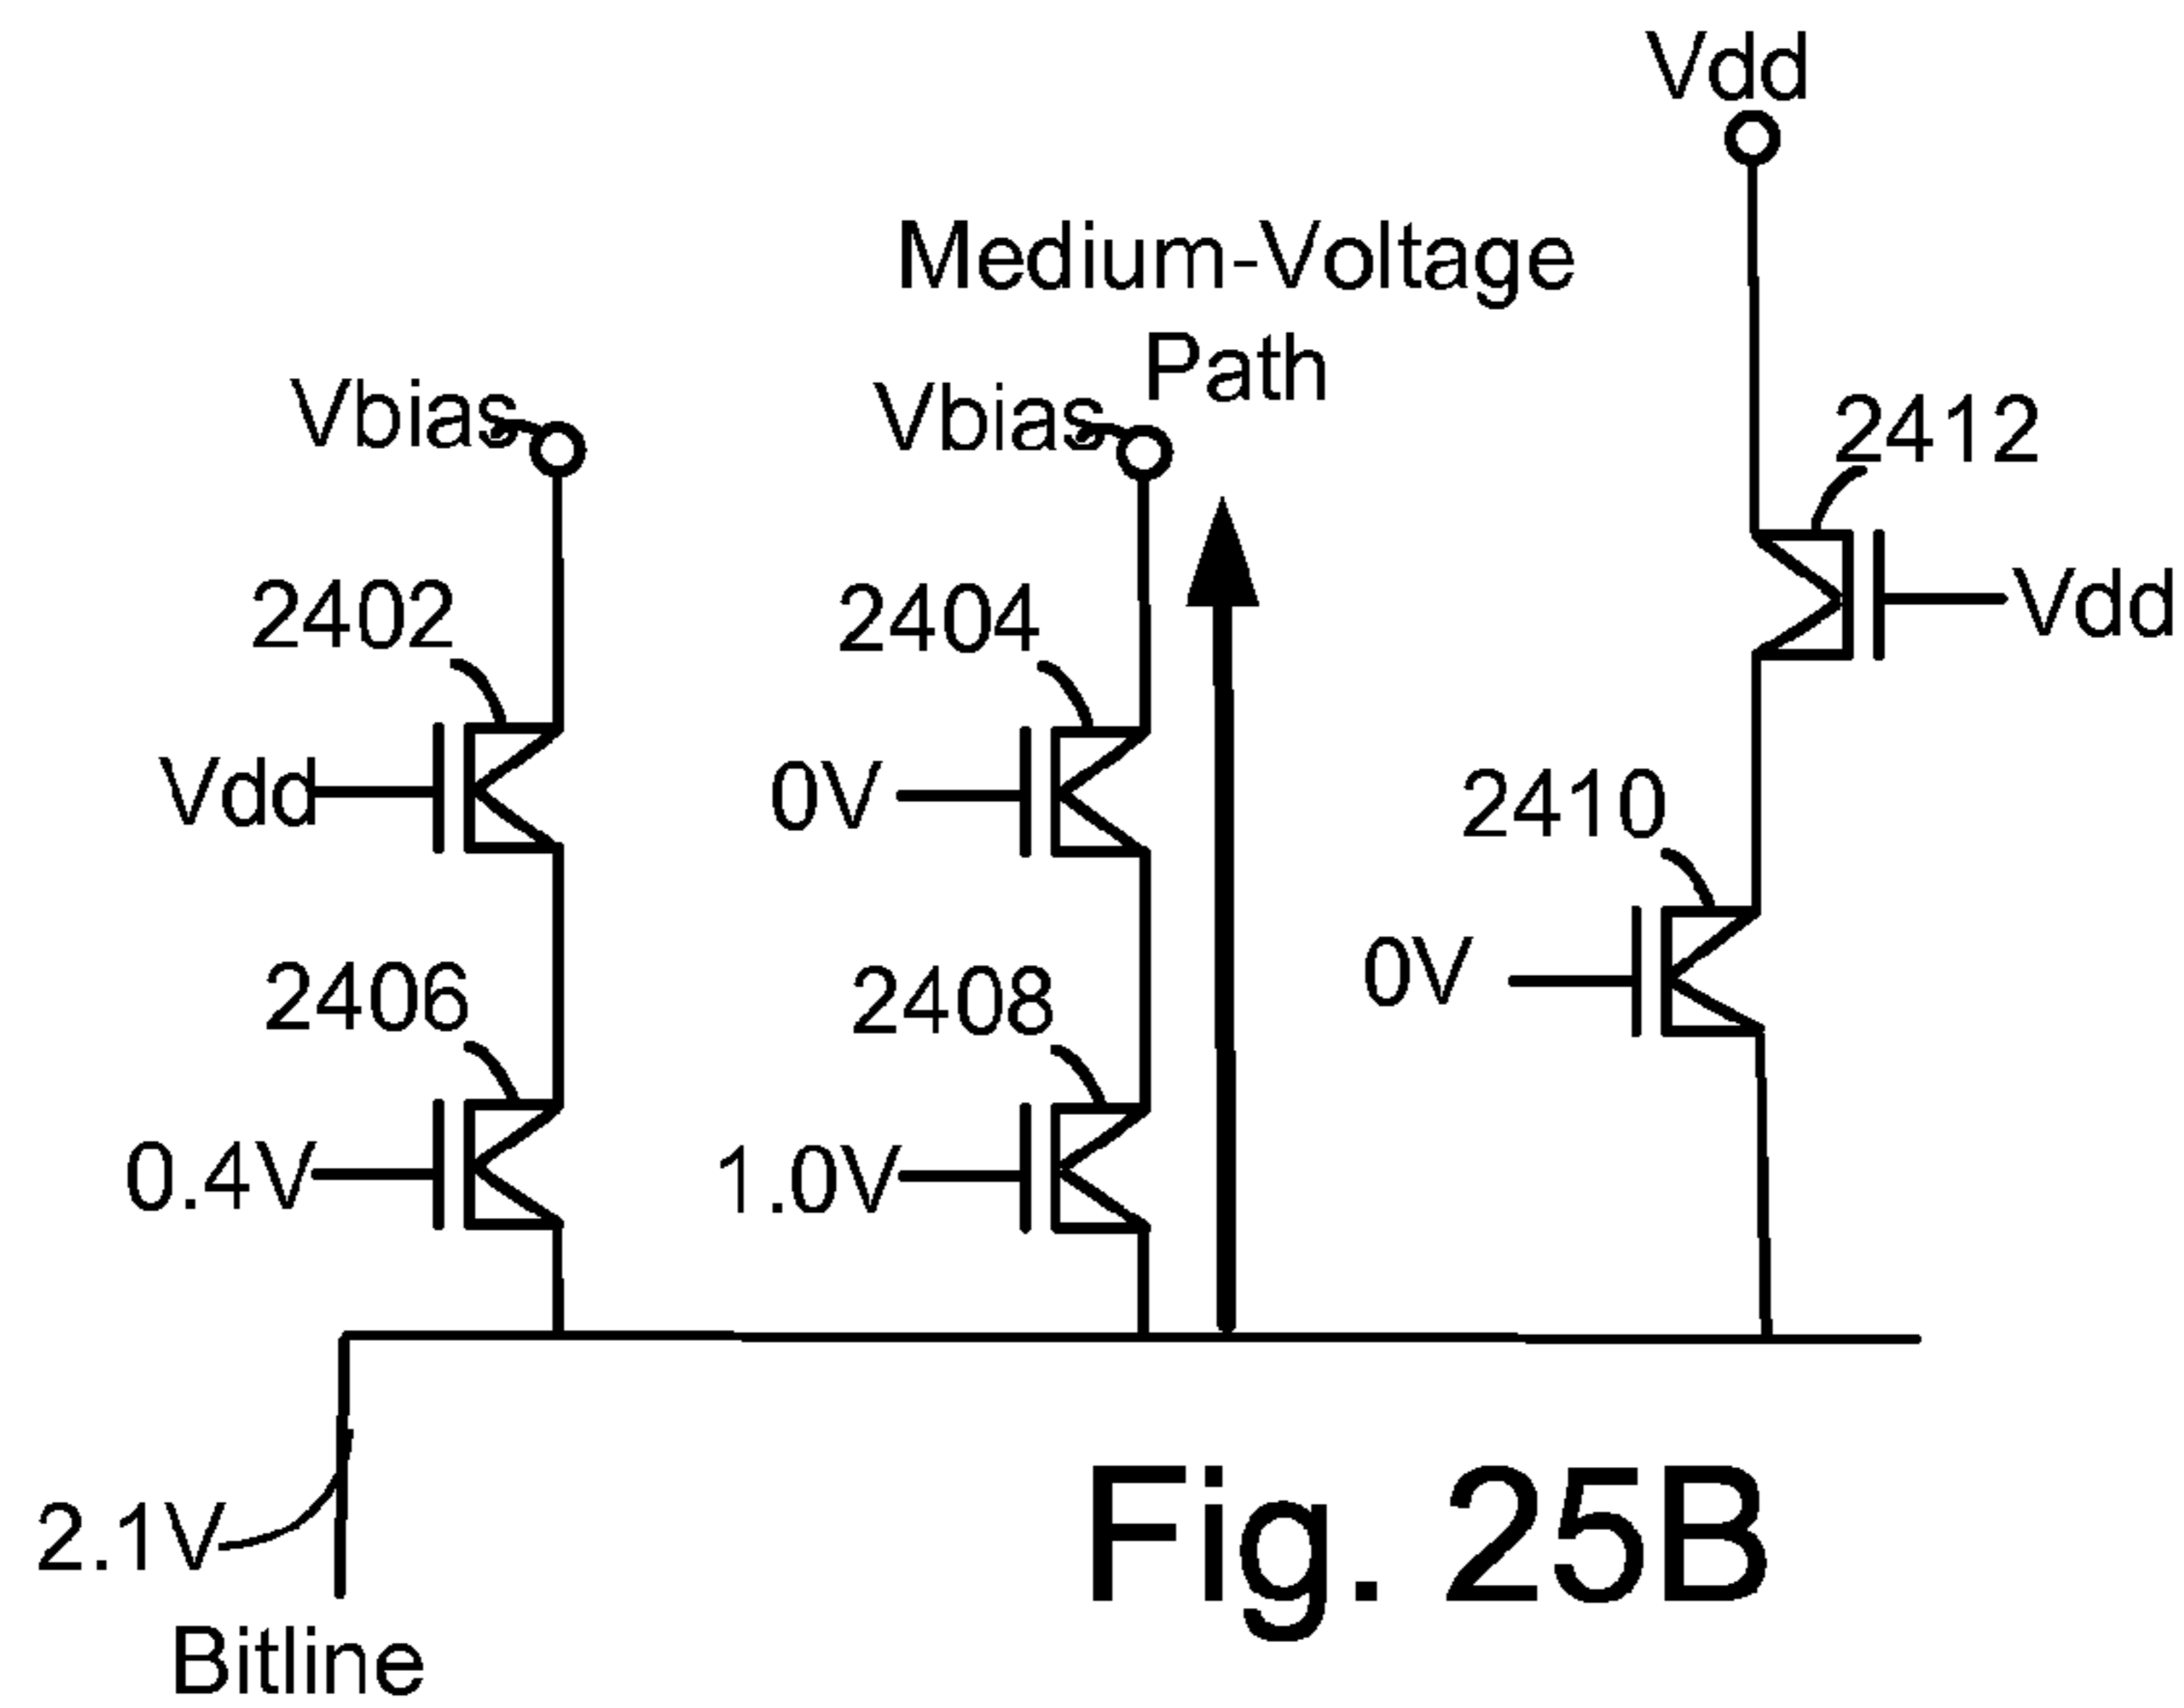 Vdd
Medium-Voltage
Path
Vbias
Vbias
2412
2402
2404
Vdd
Vdd
0V
2410
2406
2408
0V
0.4V
1.0V
2.1V
Bitline
Fig. 25B